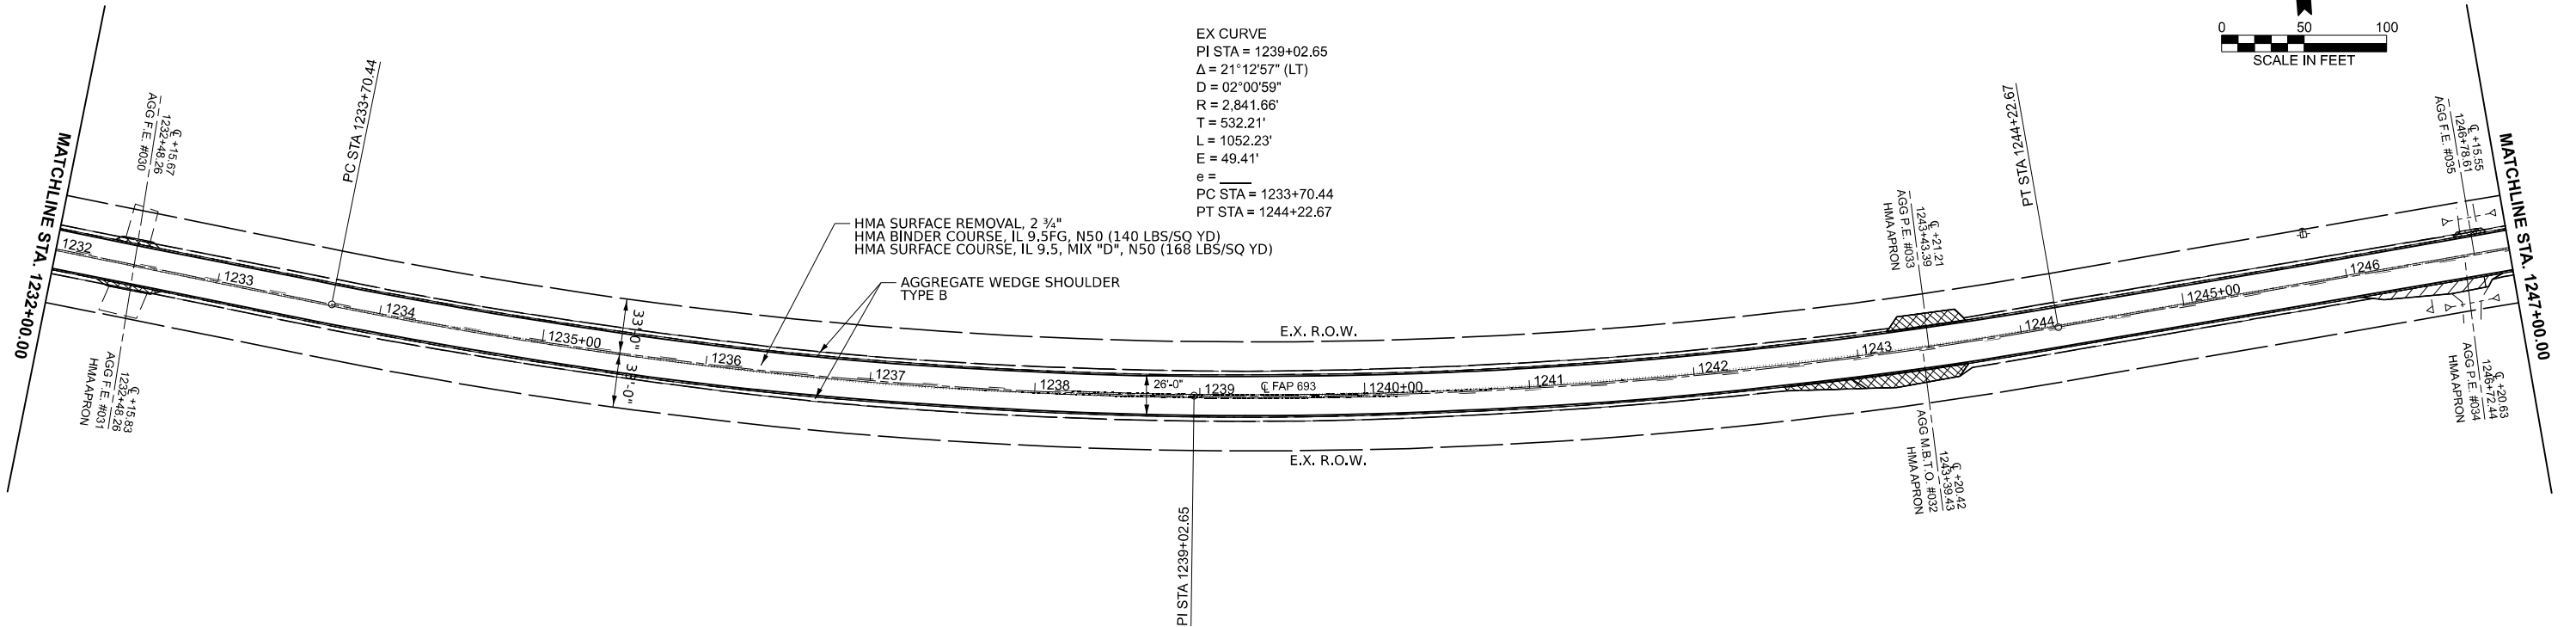 EX CURVE
PI STA = 1239+02.65
Δ = 21°12'57" (LT)
D = 02°00'59"
R = 2,841.66'
T = 532.21'
L = 1052.23'
E = 49.41'
e = ____
PC STA = 1233+70.44
PT STA = 1244+22.67
0 50 100
SCALE IN FEET
MATCHLINE STA. 1232+00.00
℄ +15.67
1232+48.26
AGG F.E. #030
PC STA 1233+70.44
HMA SURFACE REMOVAL, 2 ¾"
HMA BINDER COURSE, IL 9.5FG, N50 (140 LBS/SQ YD)
HMA SURFACE COURSE, IL 9.5, MIX "D", N50 (168 LBS/SQ YD)
AGGREGATE WEDGE SHOULDER
TYPE B
℄ +21.21
1243+43.39
AGG P.E. #033
HMA APRON
PT STA 1244+22.67
℄ +15.55
1246+78.61
AGG F.E. #035
MATCHLINE STA. 1247+00.00
E.X. R.O.W.
1232
1233
1234
1235+00
1236
1237
1238
1239
1240+00
1241
1242
1243
1244
1245+00
1246
33'-0"
33'-0"
26'-0"
℄ FAP 693
E.X. R.O.W.
℄ +15.83
1232+48.26
AGG F.E. #031
HMA APRON
PI STA 1239+02.65
℄ +20.42
1243+39.43
AGG M.B.T.O. #032
HMA APRON
℄ +20.63
1246+72.44
AGG P.E. #034
HMA APRON